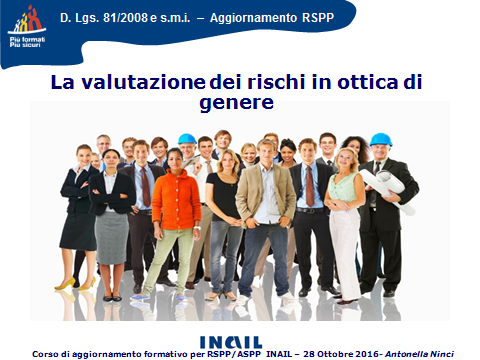 D. Lgs. 81/2008 e s.m.i. – Aggiornamento RSPP
Più formati
Più sicuri
La valutazione dei rischi in ottica di
genere
INAIL
Corso di aggiornamento formativo per RSPP/ASPP INAIL – 28 Ottobre 2016- Antonella Ninci